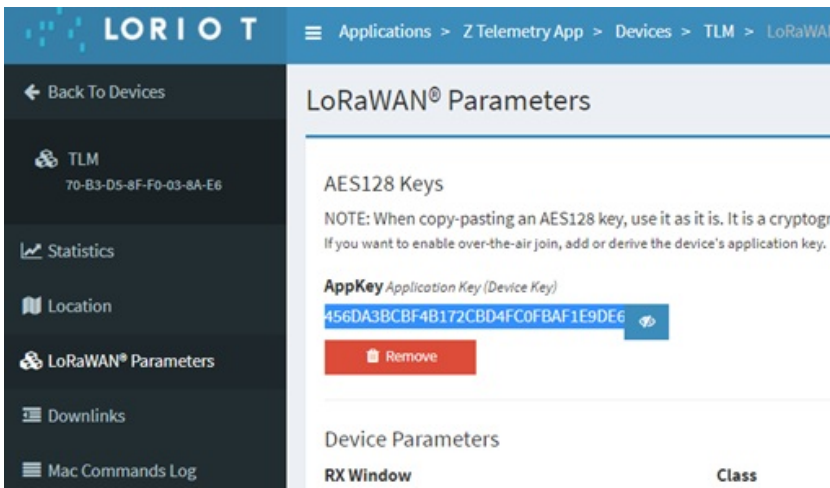 LORIOT
Applications > Z Telemetry App > Devices > TLM > LoRaWAN
Back To Devices
TLM
70-B3-D5-8F-F0-03-8A-E6
Statistics
Location
LoRaWAN® Parameters
Downlinks
Mac Commands Log
LoRaWAN® Parameters
AES128 Keys
NOTE: When copy-pasting an AES128 key, use it as it is. It is a cryptogr
If you want to enable over-the-air join, add or derive the device's application key.
AppKey Application Key (Device Key)
456DA3BCBF4B172CBD4FC0FBAF1E9DE6
Remove
Device Parameters
RX Window
Class